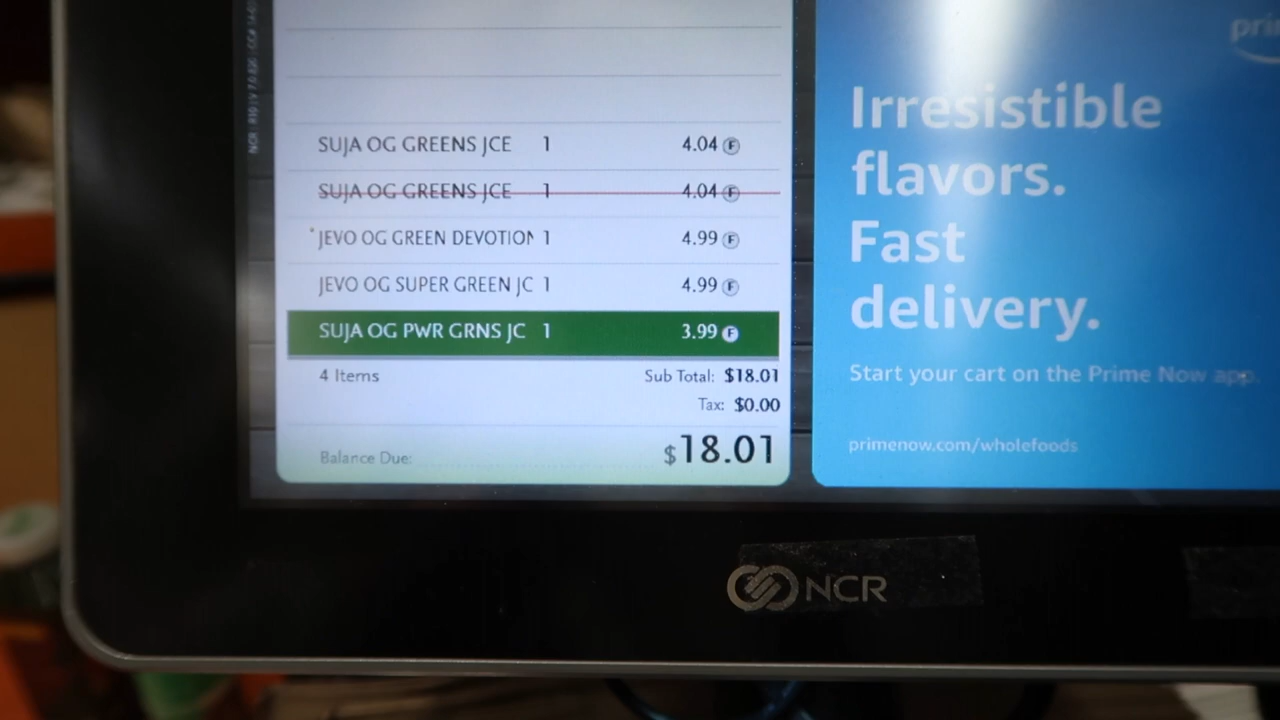 SUJA OG GREENS JCE 1 4.04 F
SUJA OG GREENS JCE 1 4.04 F
*JEVO OG GREEN DEVOTION 1 4.99 F
JEVO OG SUPER GREEN JC 1 4.99 F
SUJA OG PWR GRNS JC 1 3.99 F
4 Items Sub Total: $18.01
Tax: $0.00
Balance Due: $18.01
Irresistible
flavors.
Fast
delivery.
Start your cart on the Prime Now app.
primenow.com/wholefoods
NCR